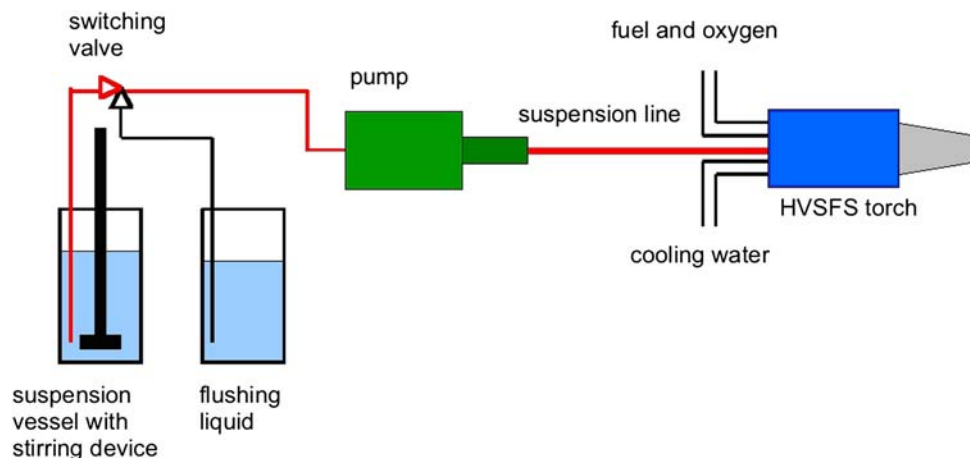 switching
valve
fuel and oxygen
pump
suspension line
HVSFS torch
cooling water
suspension
vessel with
stirring device
flushing
liquid